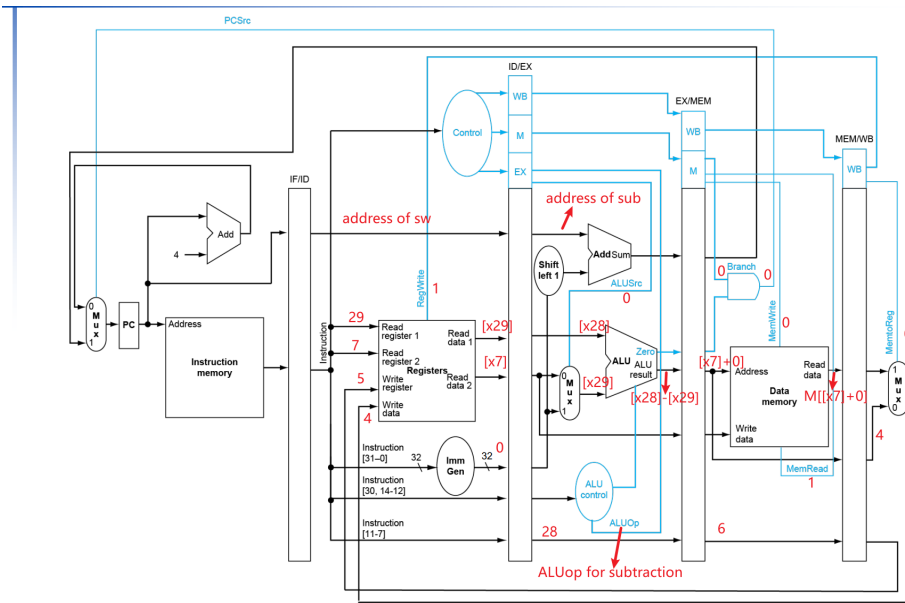 PCSrc
ID/EX
WB
EX/MEM
Control
M
WB
MEM/WB
EX
M
WB
IF/ID
address of sw
address of sub
Add
4
Add Sum
Shift
left 1
ALUSrc
0
RegWrite
1
0
Branch
0
MemWrite
0
MemtoReg
0
M
u
x
1
PC
Address
Instruction
memory
Instruction
29
Read
register 1
7
Read
register 2
5
Write
register
4
Write
data
Registers
Read
data 1
Read
data 2
[x29]
[x7]
[x28]
[x29]
0
M
u
x
1
Zero
ALU
ALU
result
[x28]-[x29]
[x7]+0]
Address
Read
data
Data
memory
Write
data
M[[x7]+0]
MemRead
1
1
M
u
x
0
4
Instruction
[31–0]
32
Imm
Gen
32
0
Instruction
[30, 14-12]
ALU
control
ALUOp
Instruction
[11-7]
28
6
ALUop for subtraction